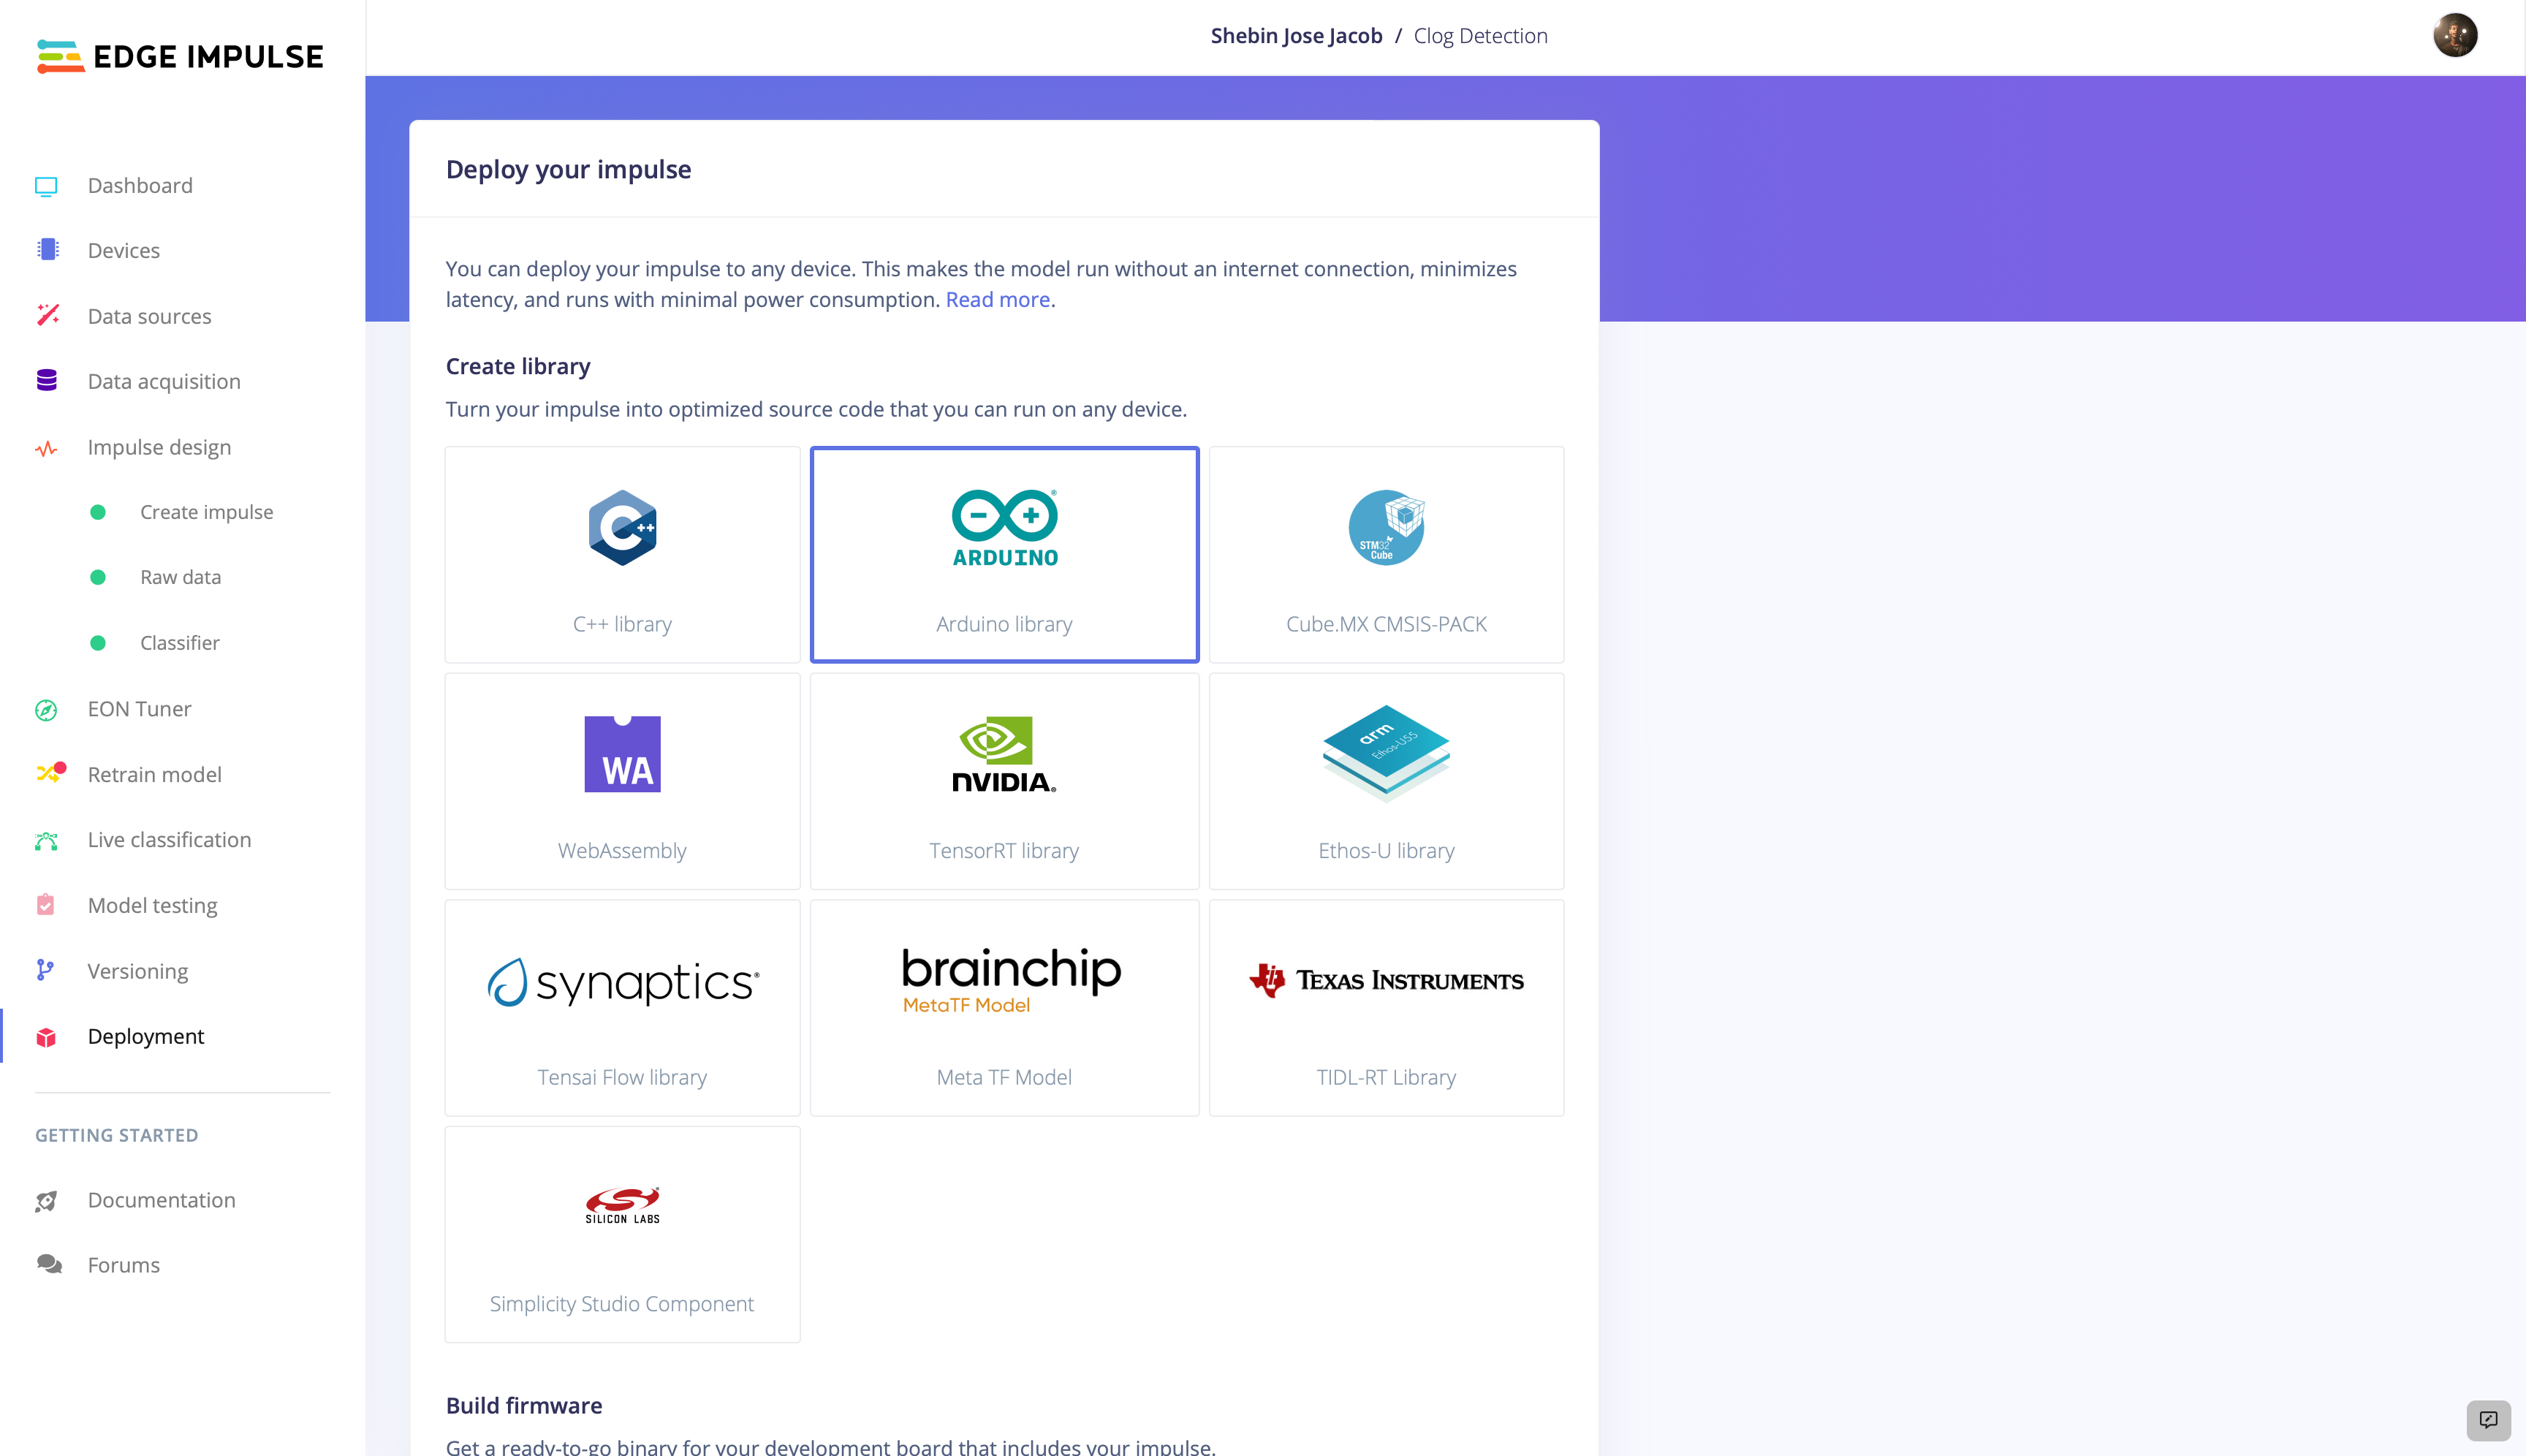 EDGE IMPULSE
Shebin Jose Jacob / Clog Detection
Dashboard
Devices
Data sources
Data acquisition
Impulse design
Create impulse
Raw data
Classifier
EON Tuner
Retrain model
Live classification
Model testing
Versioning
Deployment
GETTING STARTED
Documentation
Forums
Deploy your impulse
You can deploy your impulse to any device. This makes the model run without an internet connection, minimizes
latency, and runs with minimal power consumption. Read more.
Create library
Turn your impulse into optimized source code that you can run on any device.
C++
C++ library
ARDUINO
Arduino library
STM32
Cube
Cube.MX CMSIS-PACK
WA
WebAssembly
NVIDIA®
TensorRT library
arm
Ethos-U55
Ethos-U library
synaptics®
Tensai Flow library
brainchip
MetaTF Model
Meta TF Model
TEXAS INSTRUMENTS
TIDL-RT Library
SILICON LABS
Simplicity Studio Component
Build firmware
Get a ready-to-go binary for your development board that includes your impulse.